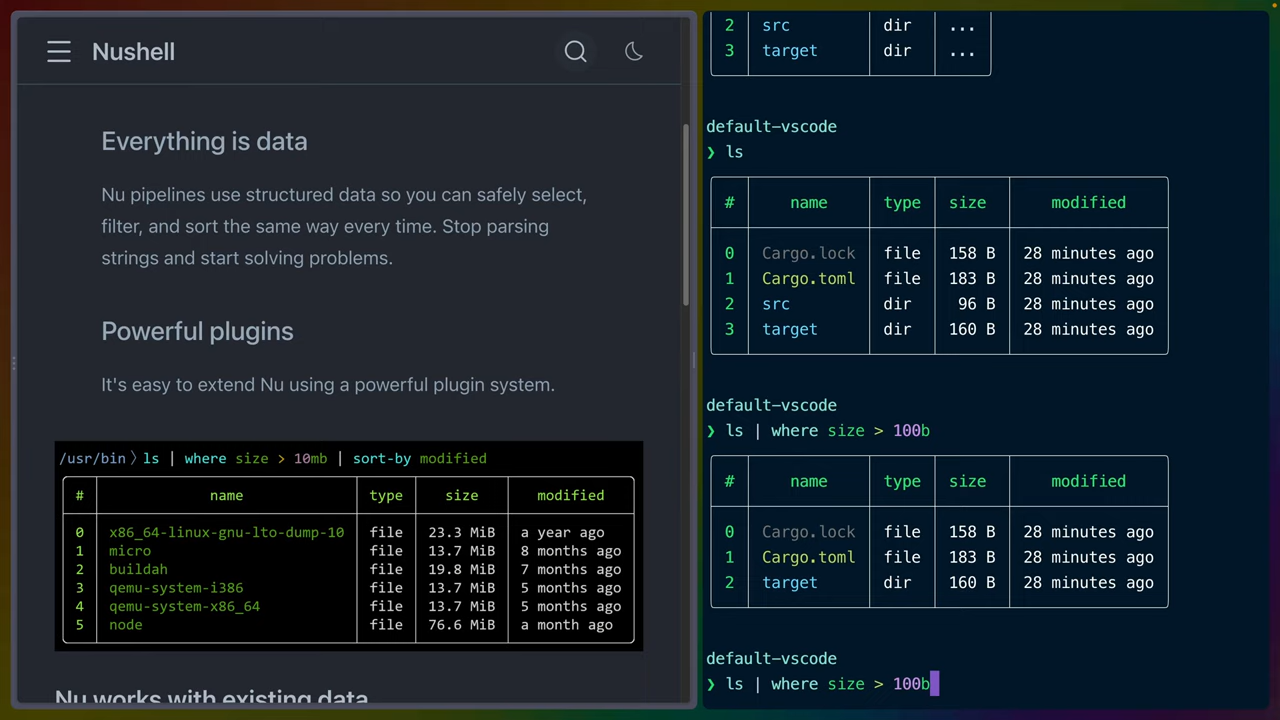 Nushell
Everything is data
Nu pipelines use structured data so you can safely select,
filter, and sort the same way every time. Stop parsing
strings and start solving problems.
Powerful plugins
It's easy to extend Nu using a powerful plugin system.
/usr/bin 〉ls | where size > 10mb | sort-by modified
# name type size modified
0 x86_64-linux-gnu-lto-dump-10 file 23.3 MiB a year ago
1 micro file 13.7 MiB 8 months ago
2 buildah file 19.8 MiB 7 months ago
3 qemu-system-i386 file 13.7 MiB 5 months ago
4 qemu-system-x86_64 file 13.7 MiB 5 months ago
5 node file 76.6 MiB a month ago
Nu works with existing data
2 src dir ...
3 target dir ...
default-vscode
❯ ls
# name type size modified
0 Cargo.lock file 158 B 28 minutes ago
1 Cargo.toml file 183 B 28 minutes ago
2 src dir 96 B 28 minutes ago
3 target dir 160 B 28 minutes ago
default-vscode
❯ ls | where size > 100b
# name type size modified
0 Cargo.lock file 158 B 28 minutes ago
1 Cargo.toml file 183 B 28 minutes ago
2 target dir 160 B 28 minutes ago
default-vscode
❯ ls | where size > 100b